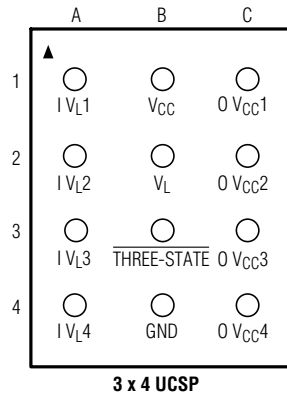 A B C
1
I VL1 VCC O VCC1
2
I VL2 VL O VCC2
3
I VL3 THREE-STATE O VCC3
4
I VL4 GND O VCC4
3 x 4 UCSP